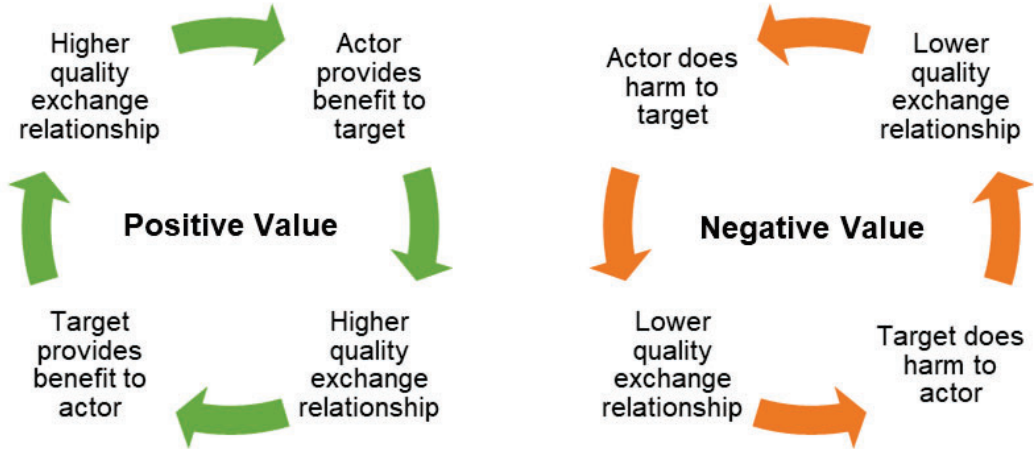 Higher
quality
exchange
relationship
Actor
provides
benefit to
target
Positive Value
Target
provides
benefit to
actor
Higher
quality
exchange
relationship
Actor does
harm to
target
Lower
quality
exchange
relationship
Negative Value
Lower
quality
exchange
relationship
Target does
harm to
actor